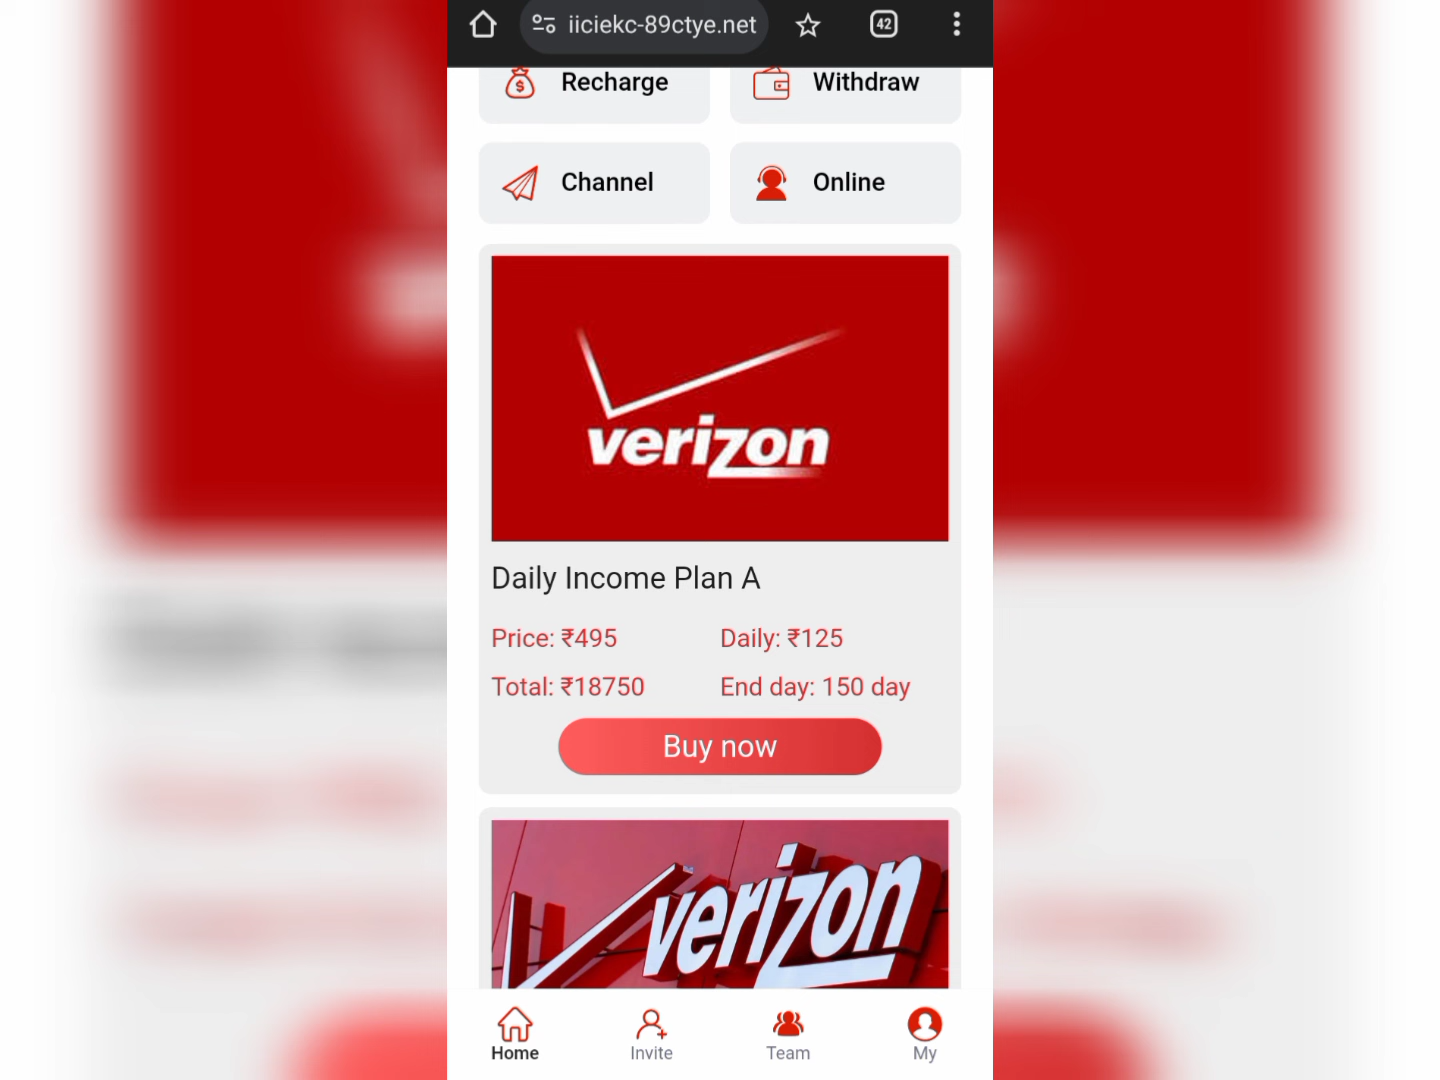 iiciekc-89ctye.net
42
Recharge
Withdraw
Channel
Online
verizon
Daily Income Plan A
Price: ₹495
Daily: ₹125
Total: ₹18750
End day: 150 day
Buy now
verizon
Home
Invite
Team
My